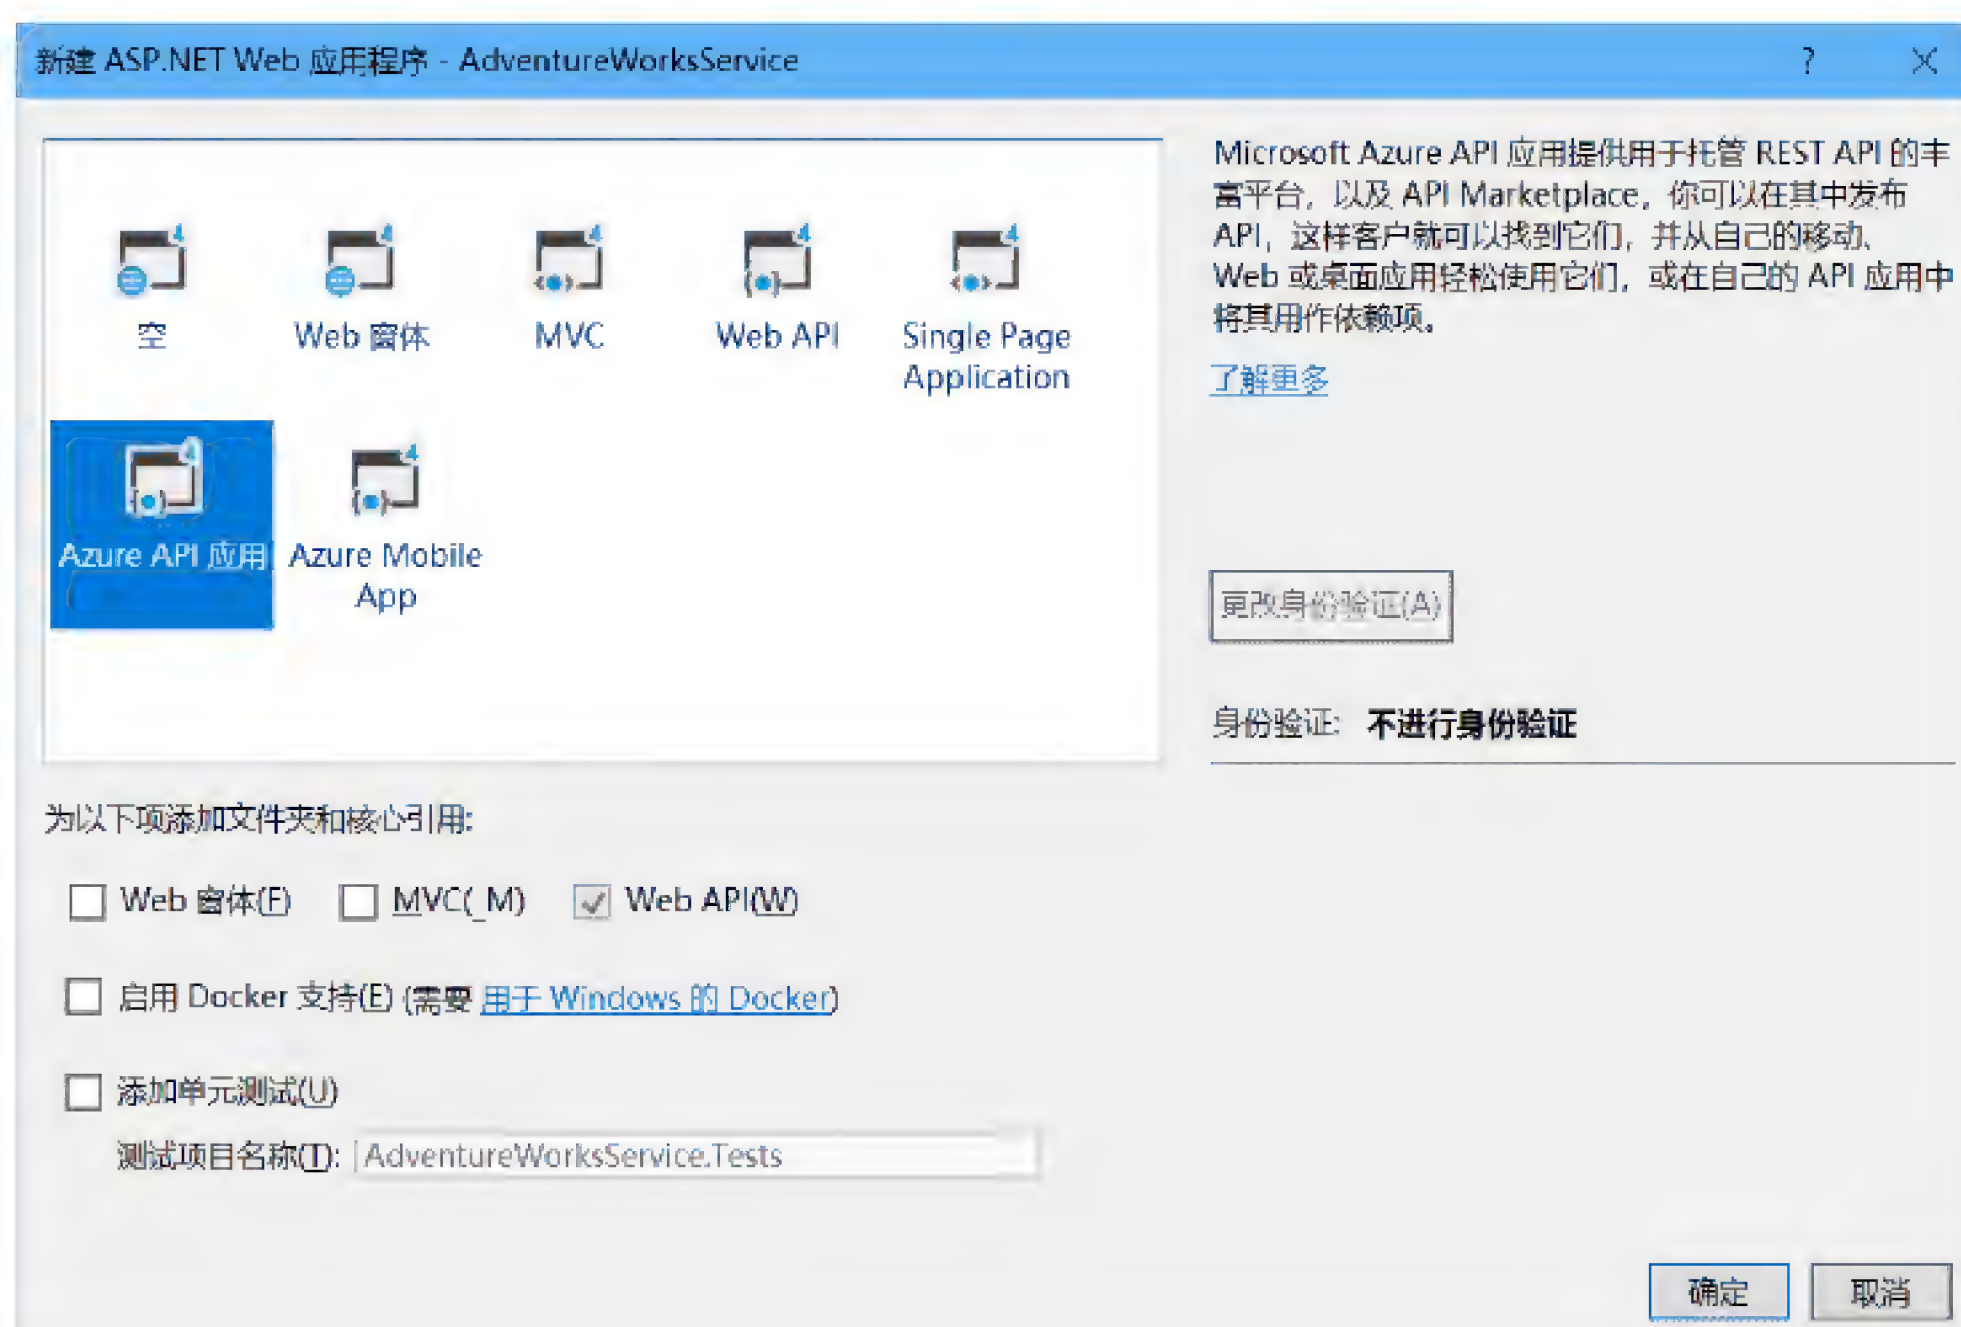 新建 ASP.NET Web 应用程序 - AdventureWorksService
?
空
Web 窗体
MVC
Web API
Single Page
Application
Azure API 应用
Azure Mobile
App
Microsoft Azure API 应用提供用于托管 REST API 的丰
富平台，以及 API Marketplace，你可以在其中发布
API，这样客户就可以找到它们，并从自己的移动、
Web 或桌面应用轻松使用它们，或在自己的 API 应用中
将其用作依赖项。
了解更多
更改身份验证(A)
身份验证: 不进行身份验证
为以下项添加文件夹和核心引用:
Web 窗体(F)
MVC(_M)
Web API(W)
启用 Docker 支持(E) (需要 用于 Windows 的 Docker)
添加单元测试(U)
测试项目名称(T): AdventureWorksService.Tests
确定
取消